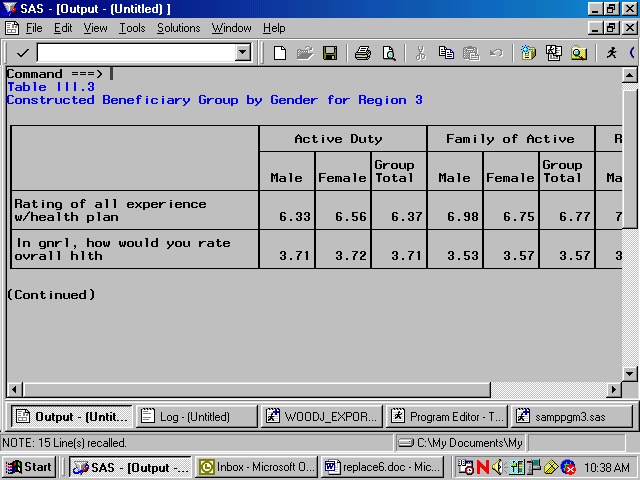 SAS - [Output - (Untitled) ]
File Edit View Tools Solutions Window Help
Command ===>
Table III.3
Constructed Beneficiary Group by Gender for Region 3
Active Duty Family of Active R
Male Female Group Total Male Female Group Total Ma
Rating of all experience
w/health plan 6.33 6.56 6.37 6.98 6.75 6.77 7
In gnrl, how would you rate
ovrall hlth 3.71 3.72 3.71 3.53 3.57 3.57 3
(Continued)
Output - (Untit... Log - (Untitled) WOODJ_EXPOR... Program Editor - T... samppgm3.sas
NOTE: 15 Line(s) recalled. C:\My Documents\My
Start SAS - [Output -... Inbox - Microsoft O... replace6.doc - Mic... 10:38 AM